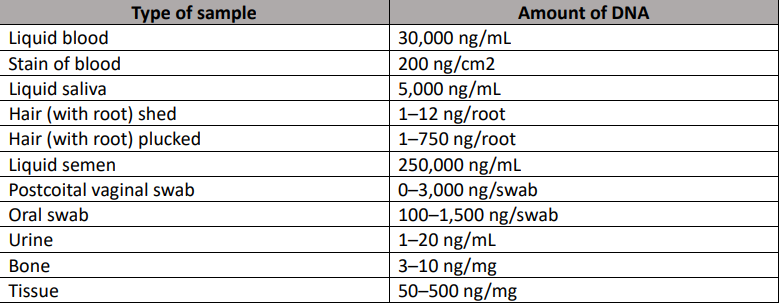 Type of sample Amount of DNA
Liquid blood 30,000 ng/mL
Stain of blood 200 ng/cm2
Liquid saliva 5,000 ng/mL
Hair (with root) shed 1–12 ng/root
Hair (with root) plucked 1–750 ng/root
Liquid semen 250,000 ng/mL
Postcoital vaginal swab 0–3,000 ng/swab
Oral swab 100–1,500 ng/swab
Urine 1–20 ng/mL
Bone 3–10 ng/mg
Tissue 50–500 ng/mg